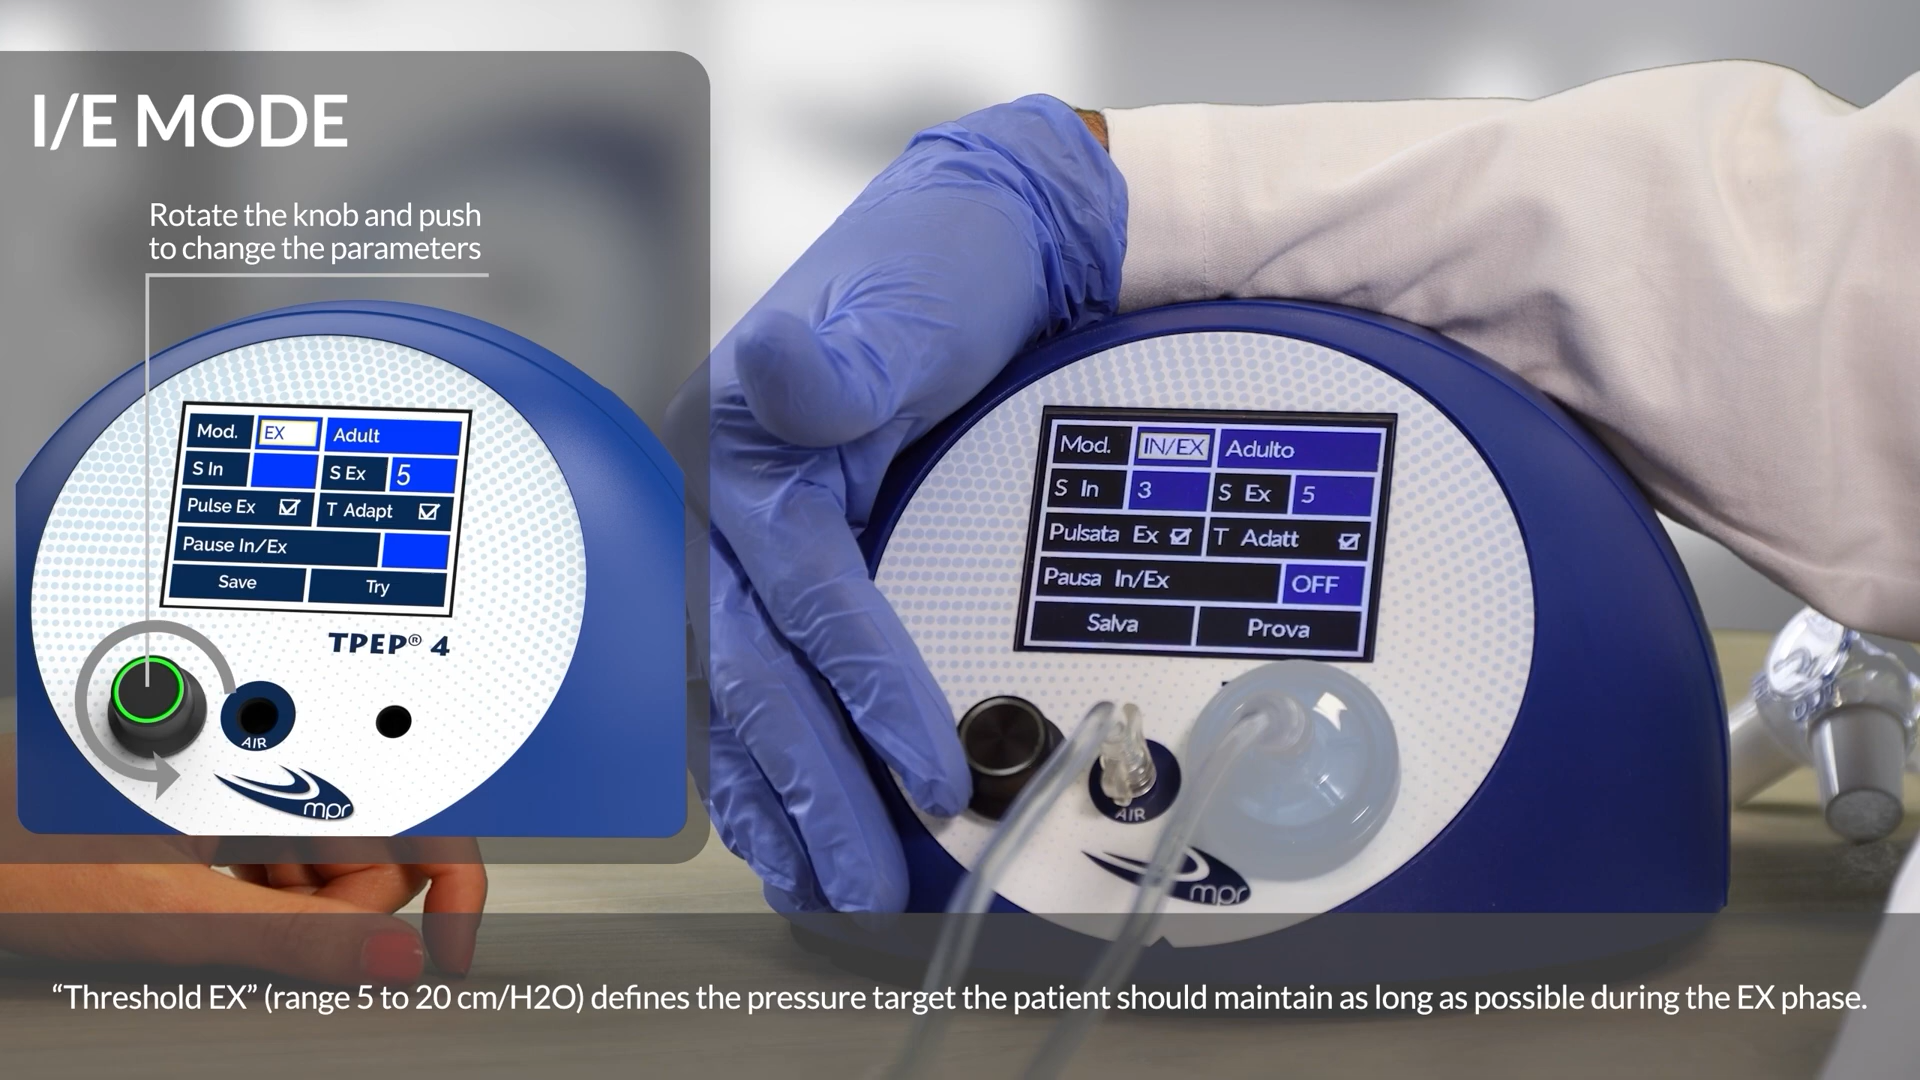 I/E MODE
Rotate the knob and push
to change the parameters
Mod. EX Adult
S In S Ex 5
Pulse Ex T Adapt
Pause In/Ex
Save Try
TPEP® 4
AIR
mpr
Mod. IN/EX Adulto
S In 3 S Ex 5
Pulsata Ex T Adatt
Pausa In/Ex OFF
Salva Prova
AIR
mpr
“Threshold EX” (range 5 to 20 cm/H2O) defines the pressure target the patient should maintain as long as possible during the EX phase.